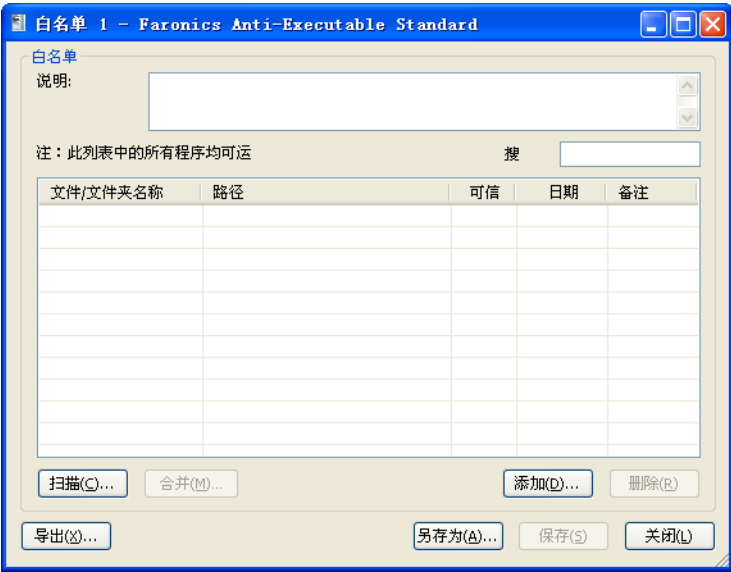 白名单 1 - Faronics Anti-Executable Standard
白名单
说明:
注：此列表中的所有程序均可运 搜
文件/文件夹名称 路径 可信 日期 备注
扫描(C)... 合并(M)... 添加(D)... 删除(R)
导出(X)... 另存为(A)... 保存(S) 关闭(L)